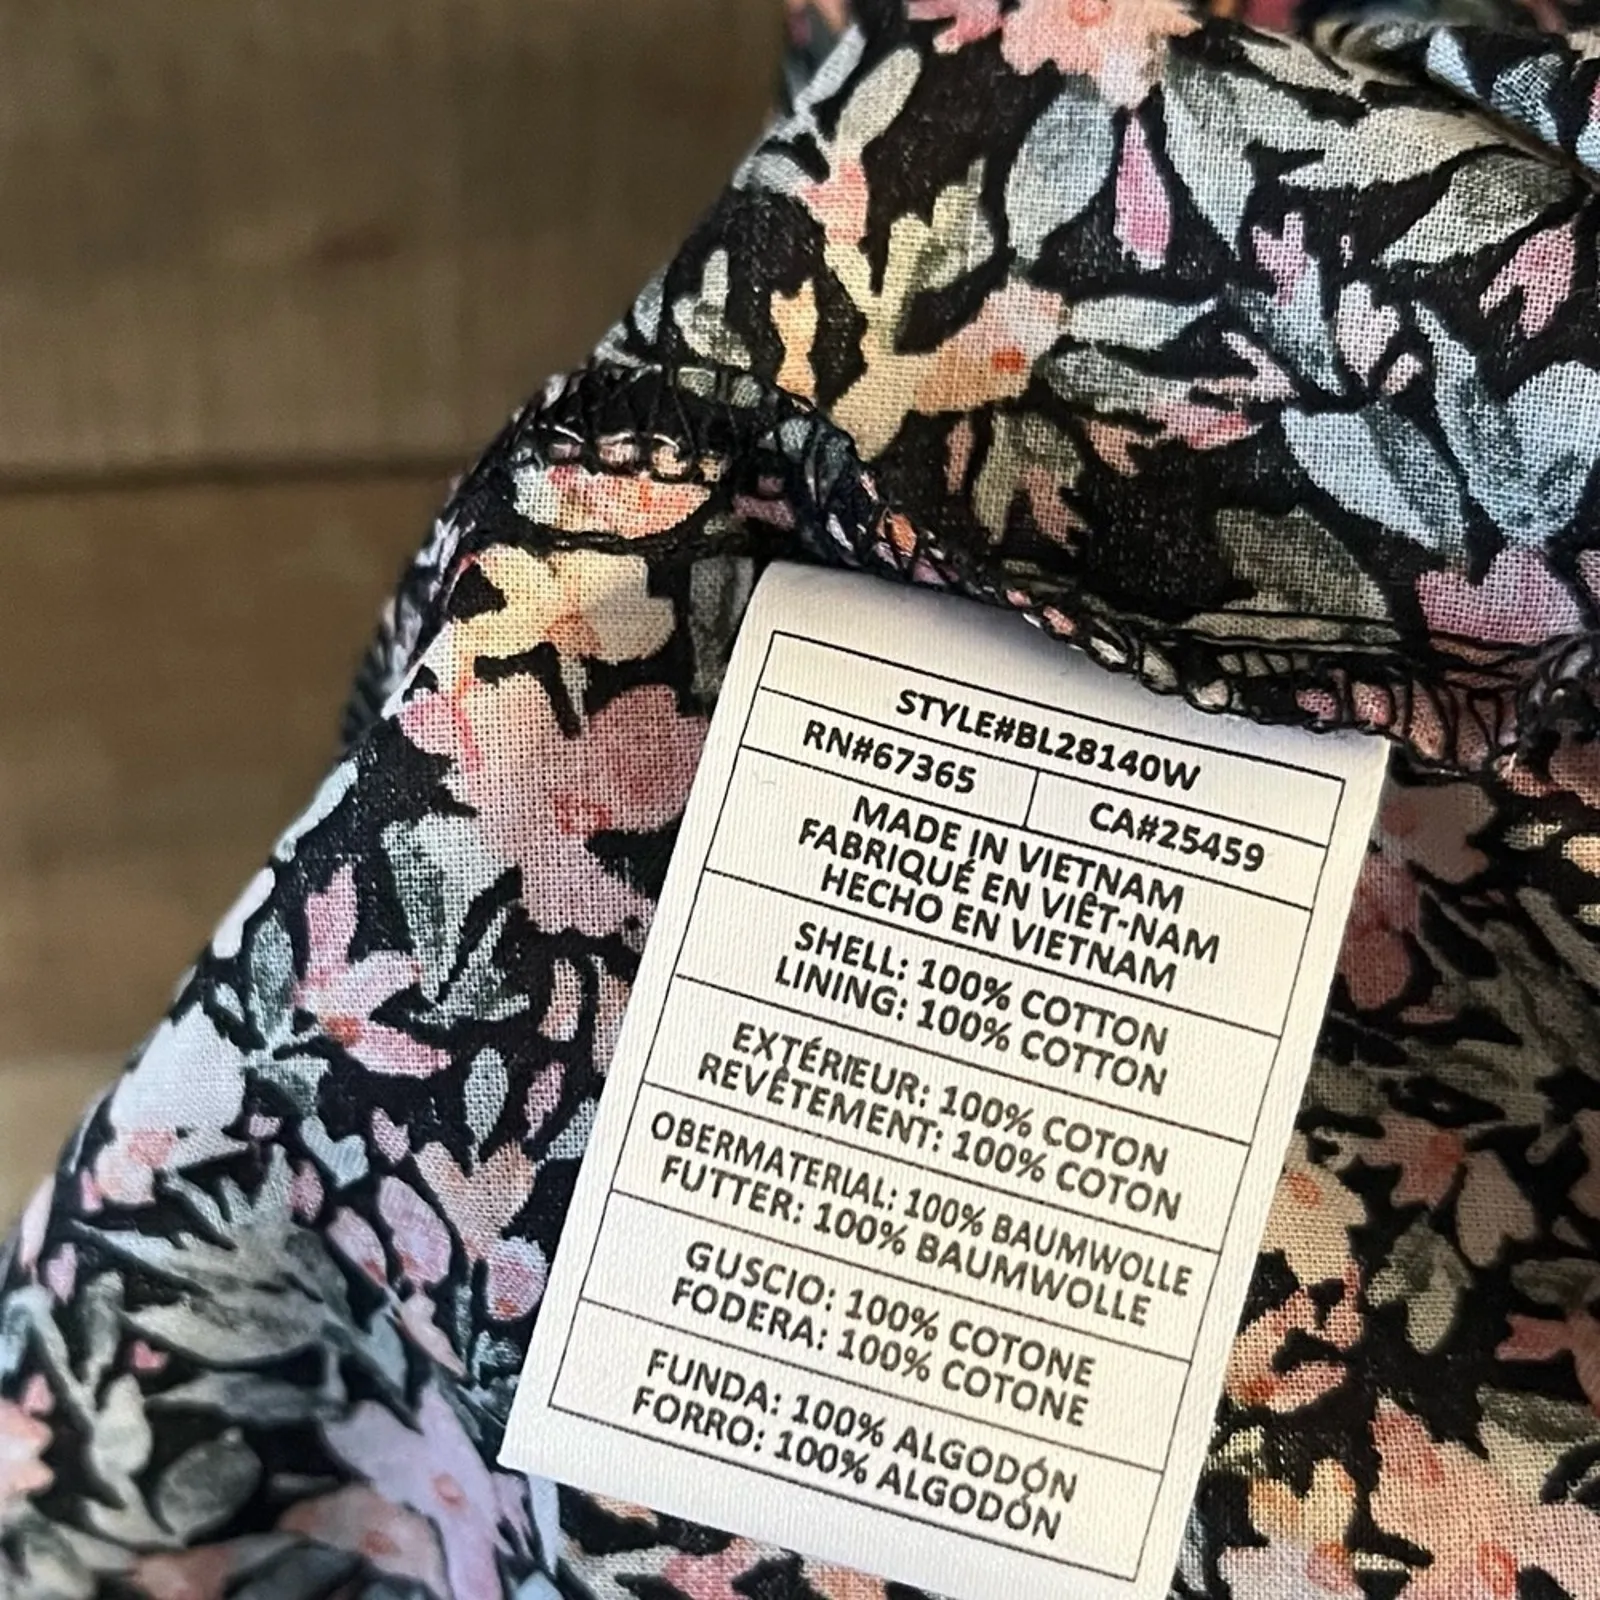 STYLE#BL28140W
RN#67365
CA#25459
MADE IN VIETNAM
FABRIQUÉ EN VIÊT-NAM
HECHO EN VIETNAM
SHELL: 100% COTTON
LINING: 100% COTTON
EXTÉRIEUR: 100% COTON
REVÊTEMENT: 100% COTON
OBERMATERIAL: 100% BAUMWOLLE
FUTTER: 100% BAUMWOLLE
GUSCIO: 100% COTONE
FODERA: 100% COTONE
FUNDA: 100% ALGODÓN
FORRO: 100% ALGODÓN